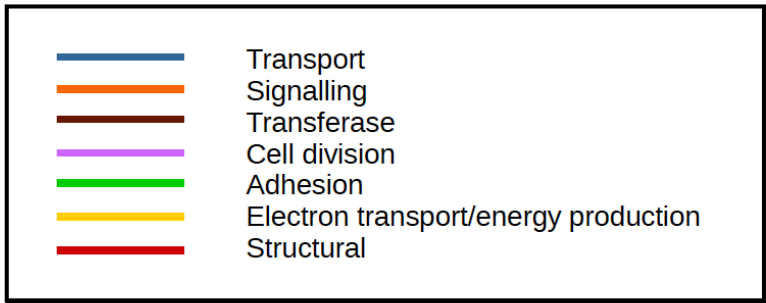 Transport
Signalling
Transferase
Cell division
Adhesion
Electron transport/energy production
Structural